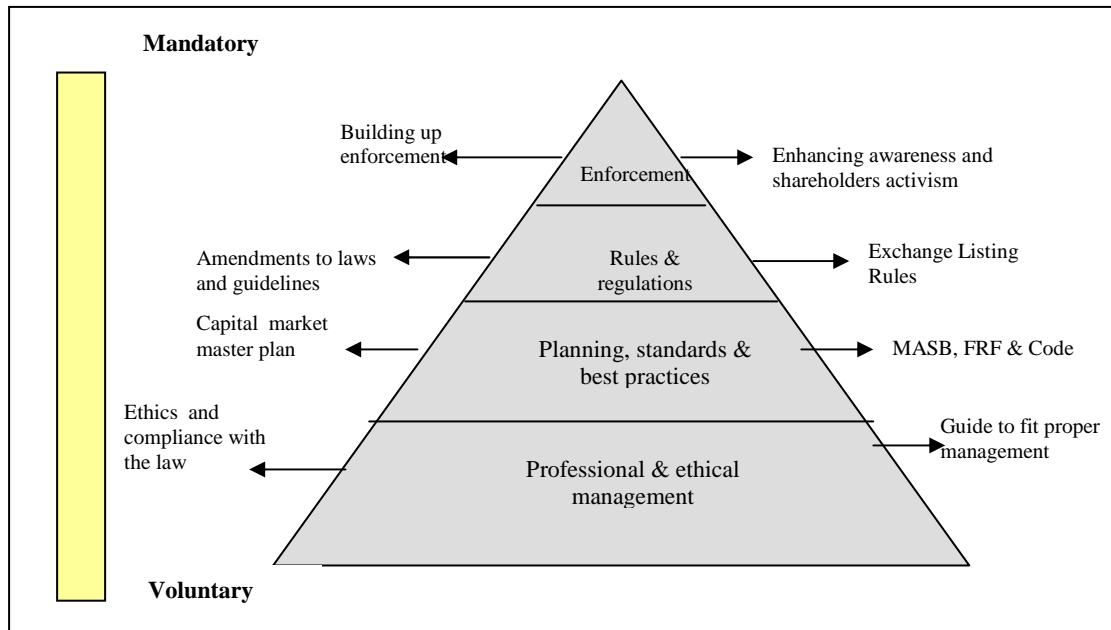 Mandatory
Building up
enforcement
Enforcement
Enhancing awareness and
shareholders activism
Amendments to laws
and guidelines
Rules &
regulations
Exchange Listing
Rules
Capital market
master plan
Planning, standards &
best practices
MASB, FRF & Code
Ethics and
compliance with
the law
Professional & ethical
management
Guide to fit proper
management
Voluntary